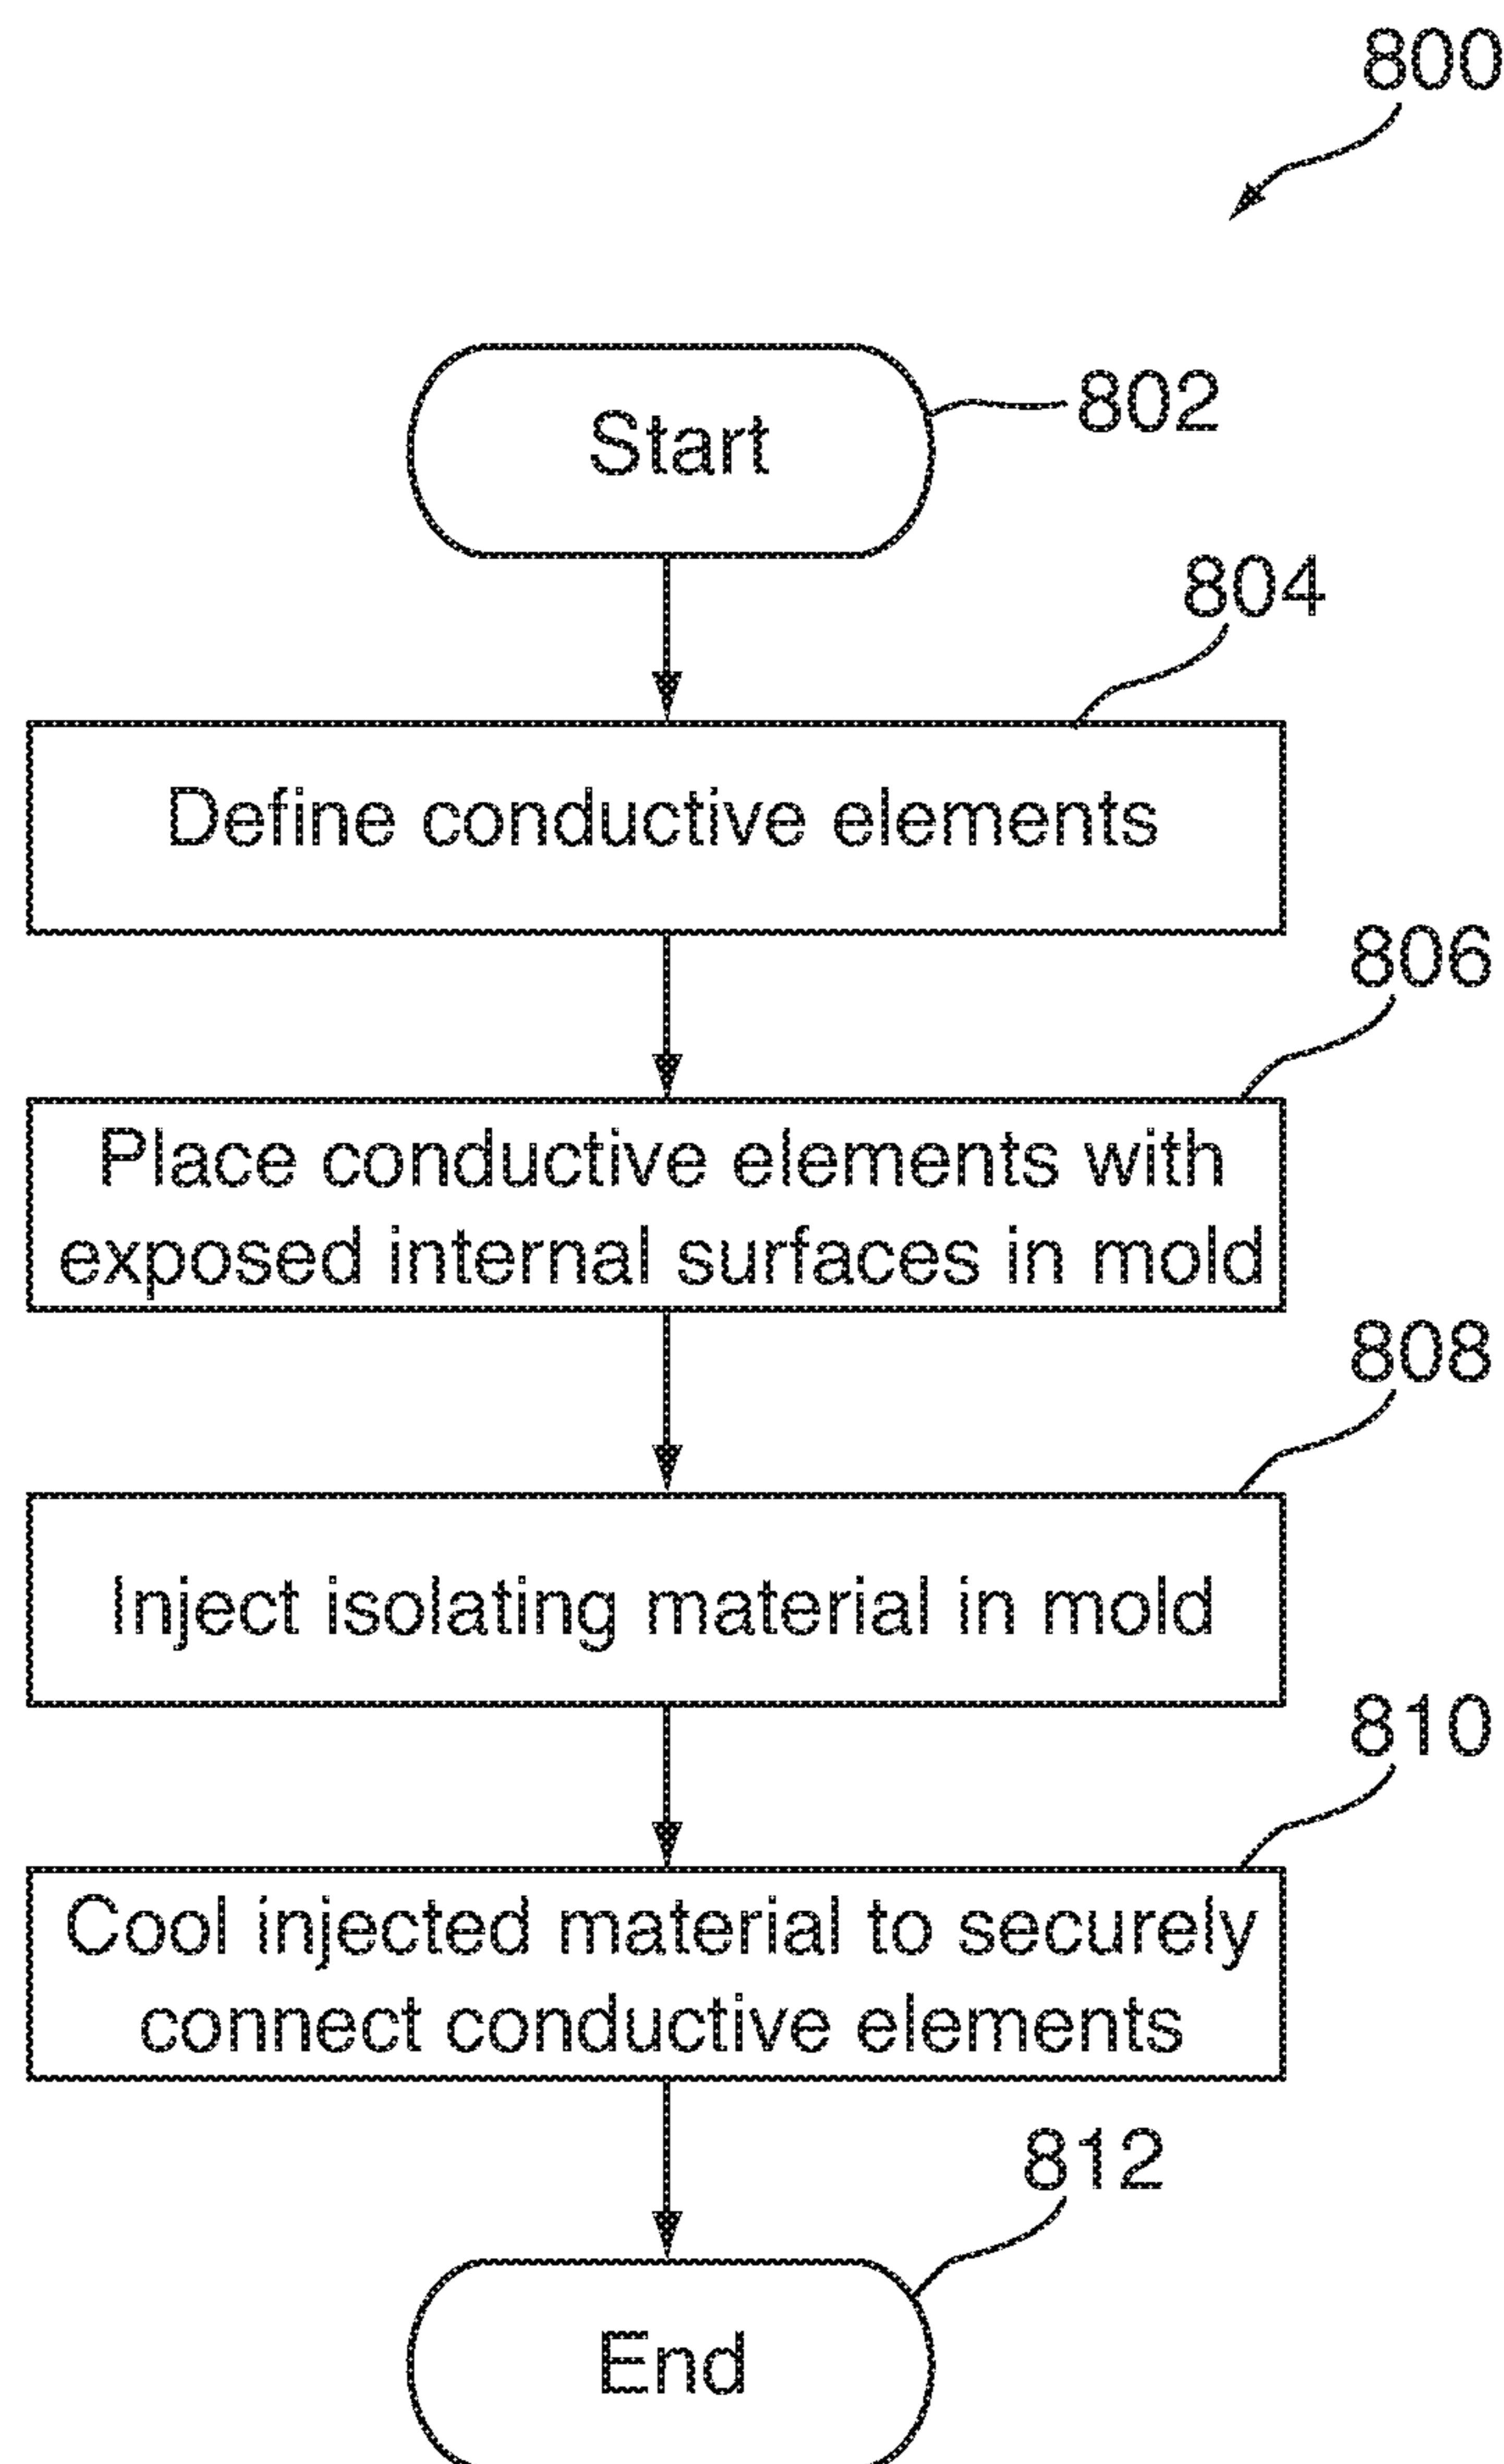 800
Start
802
804
Define conductive elements
806
Place conductive elements with
exposed internal surfaces in mold
808
Inject isolating material in mold
810
Cool injected material to securely
connect conductive elements
812
End